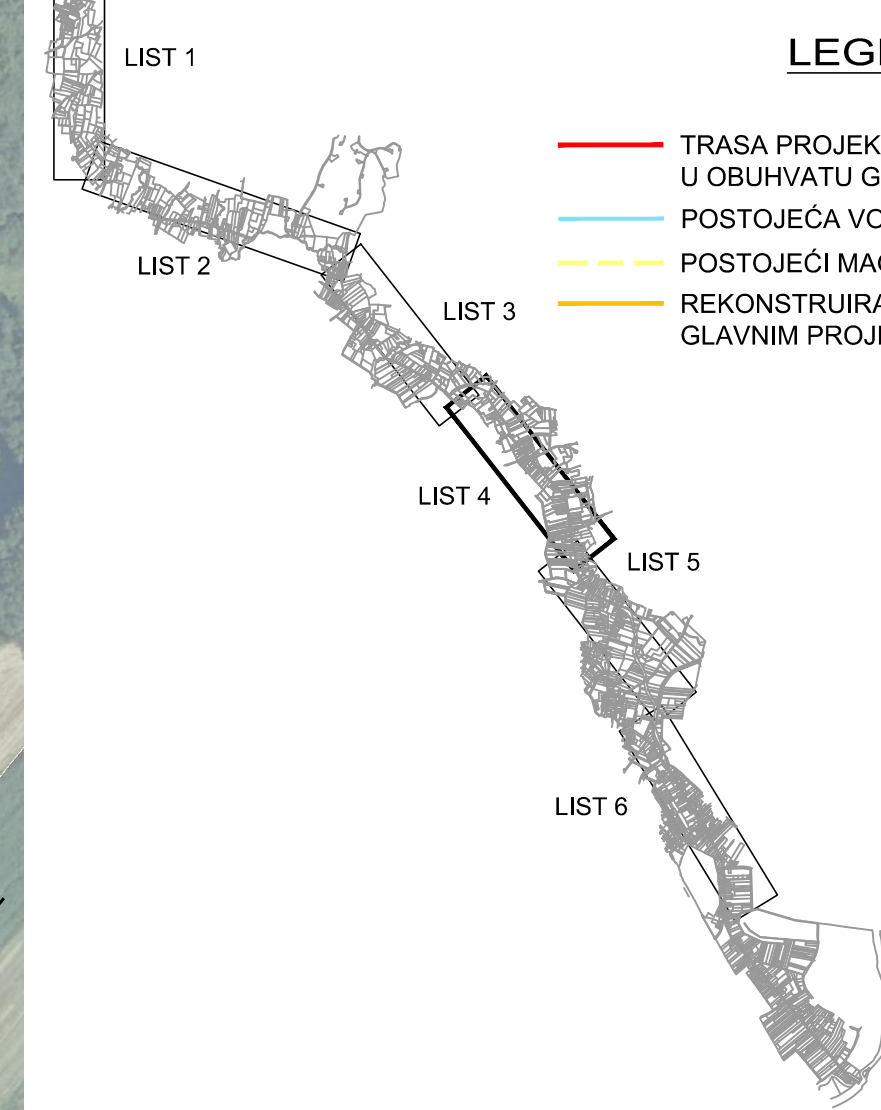 LIST 1
LEG
TRASA PROJEK
U OBUHVATU G
POSTOJEĆA VO
LIST 2
POSTOJEĆI MA
REKONSTRUIRA
LIST 3
GLAVNIM PROJ
LIST 4
LIST 5
LIST 6